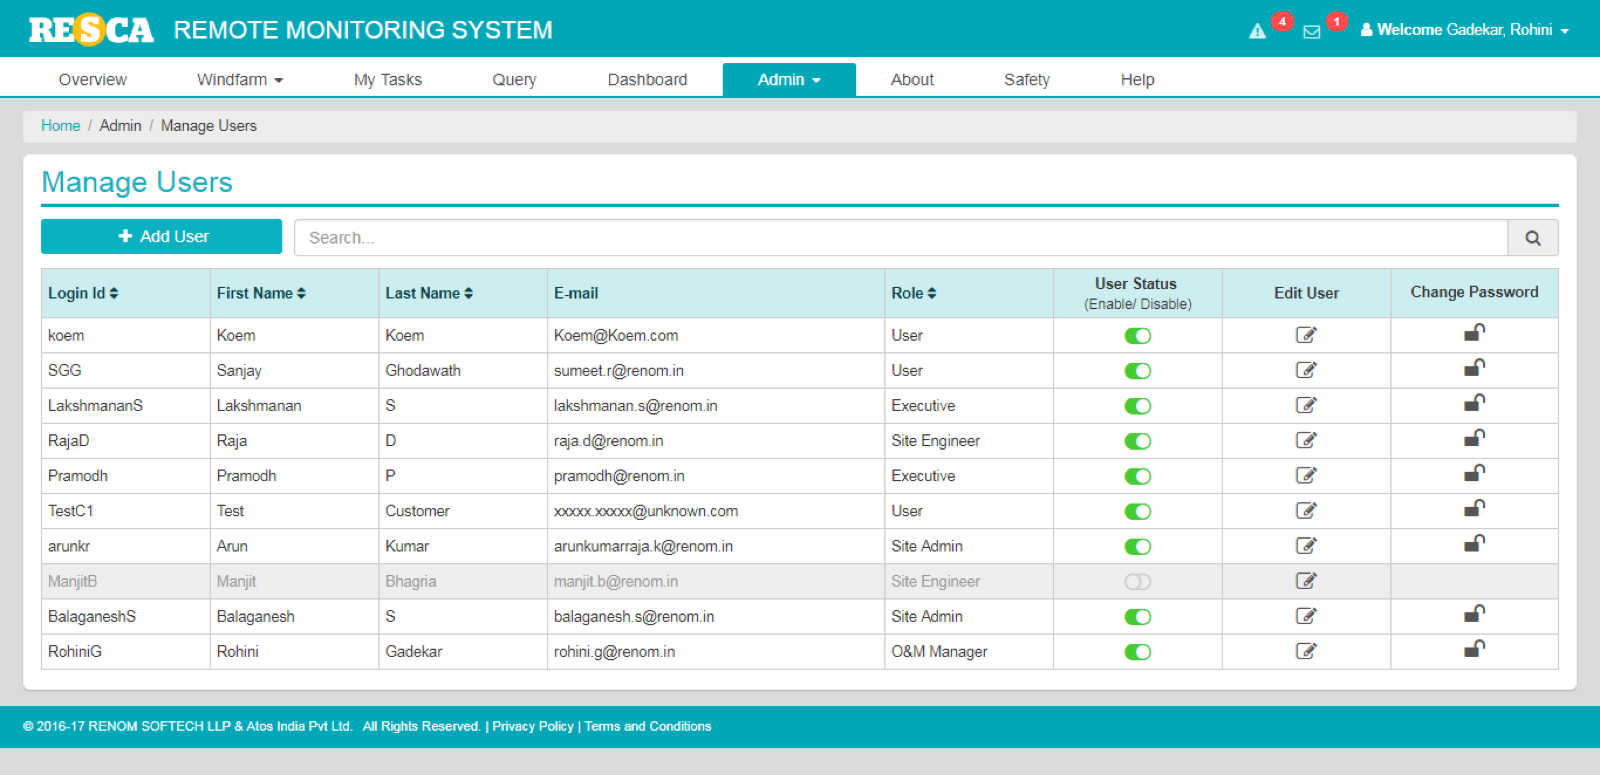 RESCA REMOTE MONITORING SYSTEM 4 1 Welcome Gadekar, Rohini
Overview Windfarm My Tasks Query Dashboard Admin About Safety Help
Home / Admin / Manage Users
Manage Users
+ Add User Search...
Login Id First Name Last Name E-mail Role User Status (Enable/ Disable) Edit User Change Password
koem Koem Koem Koem@Koem.com User
SGG Sanjay Ghodawath sumeet.r@renom.in User
LakshmananS Lakshmanan S lakshmanan.s@renom.in Executive
RajaD Raja D raja.d@renom.in Site Engineer
Pramodh Pramodh P pramodh@renom.in Executive
TestC1 Test Customer xxxxx.xxxxx@unknown.com User
arunkr Arun Kumar arunkumarraja.k@renom.in Site Admin
ManjitB Manjit Bhagria manjit.b@renom.in Site Engineer
BalaganeshS Balaganesh S balaganesh.s@renom.in Site Admin
RohiniG Rohini Gadekar rohini.g@renom.in O&M Manager
© 2016-17 RENOM SOFTECH LLP & Atos India Pvt Ltd. All Rights Reserved. | Privacy Policy | Terms and Conditions